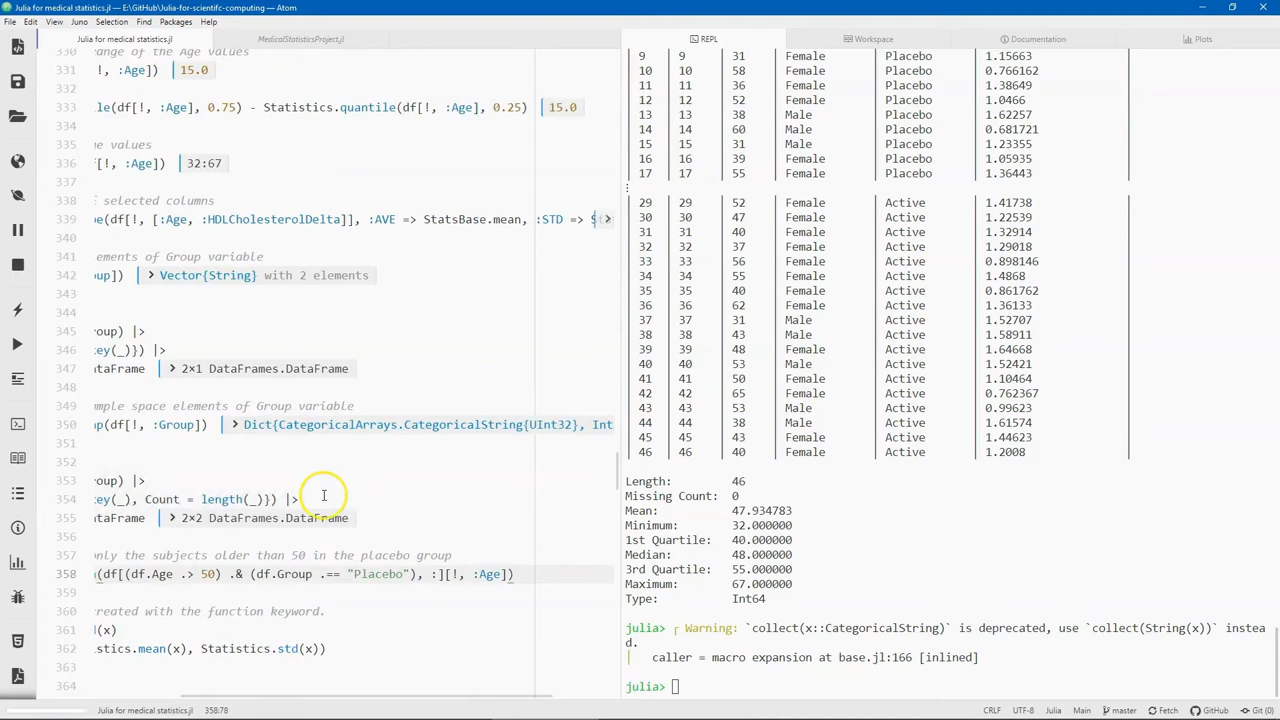 Julia for medical statistics.jl — E:\GitHub\Julia-for-scientifc-computing — Atom
File Edit View Juno Selection Find Packages Help
Julia for medical statistics.jl
MedicalStatisticsProject.jl
330 range of the Age values
331 !, :Age]) 15.0
332
333 le(df[!, :Age], 0.75) - Statistics.quantile(df[!, :Age], 0.25) 15.0
334
335 ge values
336 f[!, :Age]) 32:67
337
338 f selected columns
339 be(df[!, [:Age, :HDLCholesterolDelta]], :AVE => StatsBase.mean, :STD => S >
340
341 elements of Group variable
342 oup]) > Vector{String} with 2 elements
343
344
345 roup) |>
346 key(_)}) |>
347 ataFrame > 2×1 DataFrames.DataFrame
348
349 ample space elements of Group variable
350 ap(df[!, :Group]) > Dict{CategoricalArrays.CategoricalString{UInt32}, Int
351
352
353 roup) |>
354 key(_), Count = length(_)}) |>
355 ataFrame > 2×2 DataFrames.DataFrame
356
357 only the subjects older than 50 in the placebo group
358 n(df[(df.Age .> 50) .& (df.Group .== "Placebo"), :][!, :Age])
359
360 created with the function keyword.
361 d(x)
362 tistics.mean(x), Statistics.std(x))
363
364
REPL Workspace Documentation Plots
9 9 31 Female Placebo 1.15663
10 10 58 Female Placebo 0.766162
11 11 36 Female Placebo 1.38649
12 12 52 Female Placebo 1.0466
13 13 38 Male Placebo 1.62257
14 14 60 Male Placebo 0.681721
15 15 31 Male Placebo 1.23355
16 16 39 Female Placebo 1.05935
17 17 55 Female Placebo 1.36443
⋮
29 29 52 Female Active 1.41738
30 30 47 Female Active 1.22539
31 31 40 Female Active 1.32914
32 32 37 Female Active 1.29018
33 33 56 Female Active 0.898146
34 34 55 Female Active 1.4868
35 35 40 Female Active 0.861762
36 36 62 Female Active 1.36133
37 37 31 Male Active 1.52707
38 38 43 Male Active 1.58911
39 39 48 Female Active 1.64668
40 40 53 Male Active 1.52421
41 41 50 Female Active 1.10464
42 42 65 Female Active 0.762367
43 43 53 Male Active 0.99623
44 44 38 Male Active 1.61574
45 45 43 Female Active 1.44623
46 46 40 Female Active 1.2008
Length: 46
Missing Count: 0
Mean: 47.934783
Minimum: 32.000000
1st Quartile: 40.000000
Median: 48.000000
3rd Quartile: 55.000000
Maximum: 67.000000
Type: Int64
julia> ┌ Warning: `collect(x::CategoricalString)` is deprecated, use `collect(String(x))` instea
d.
│ caller = macro expansion at base.jl:166 [inlined]
julia>
Julia for medical statistics.jl 358:78 CRLF UTF-8 Julia Main master Fetch GitHub Git (0)